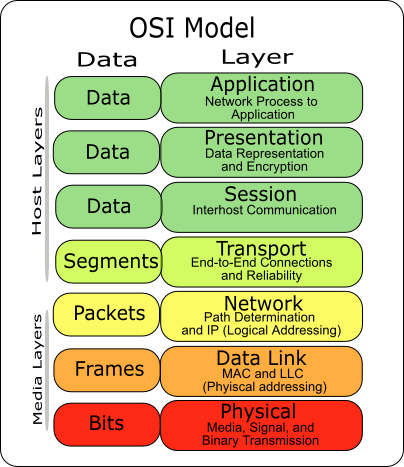 OSI Model
Data Layer
Host Layers
Data
Application
Network Process to
Application
Data
Presentation
Data Representation
and Encryption
Data
Session
Interhost Communication
Segments
Transport
End-to-End Connections
and Reliability
Media Layers
Packets
Network
Path Determination
and IP (Logical Addressing)
Frames
Data Link
MAC and LLC
(Phyiscal addressing)
Bits
Physical
Media, Signal, and
Binary Transmission